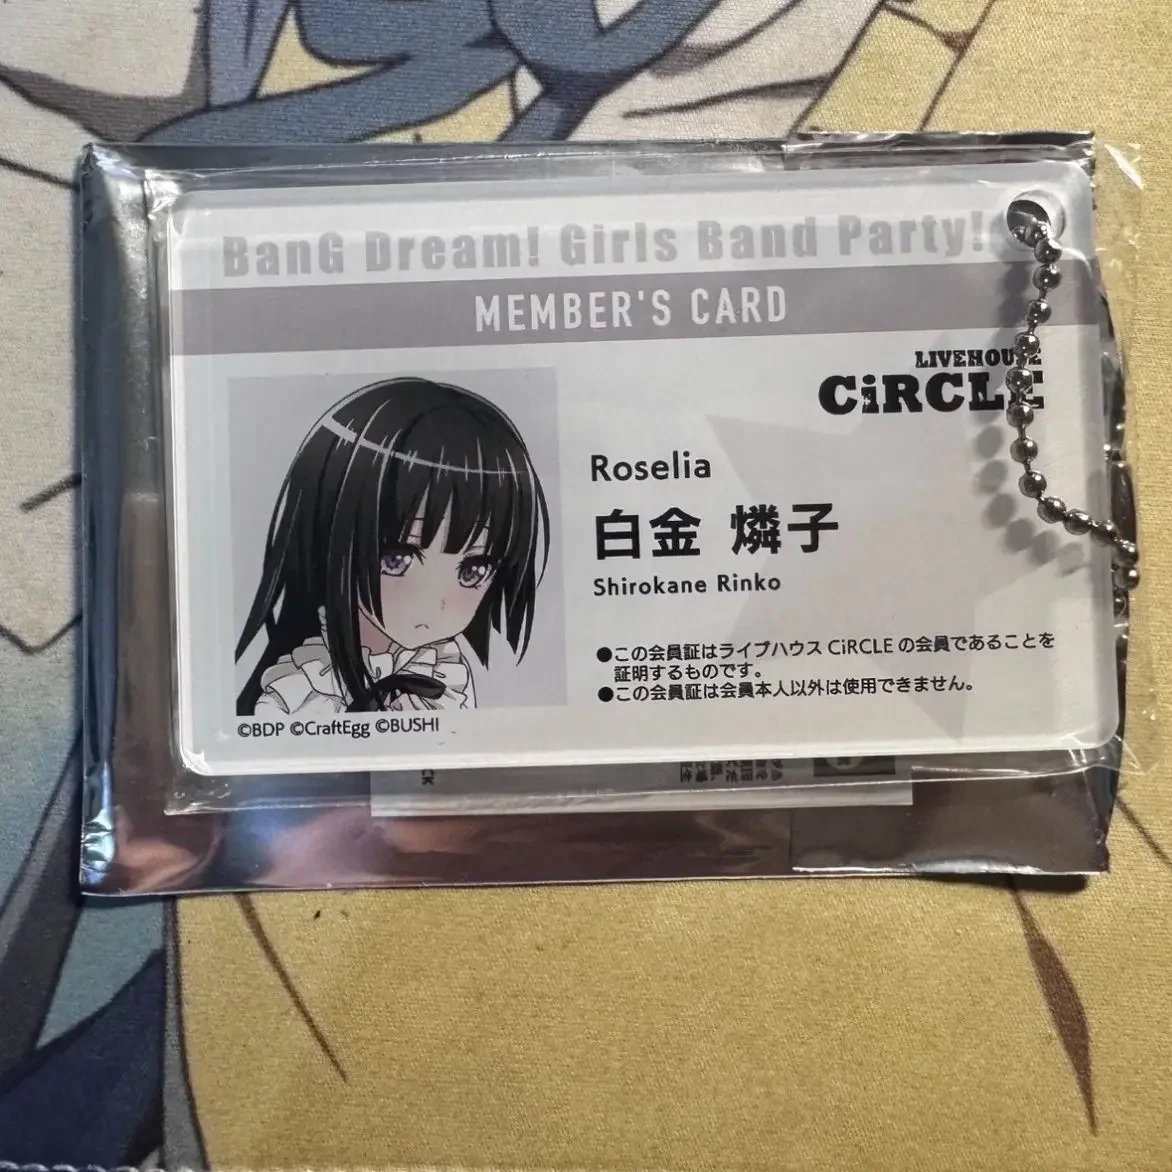 BanG Dream! Girls Band Party!
MEMBER'S CARD
LIVEHOUSE
CiRCLE
Roselia
白金 燐子
Shirokane Rinko
●この会員証はライブハウス CiRCLE の会員であることを
証明するものです。
●この会員証は会員本人以外は使用できません。
©BDP ©CraftEgg ©BUSHI